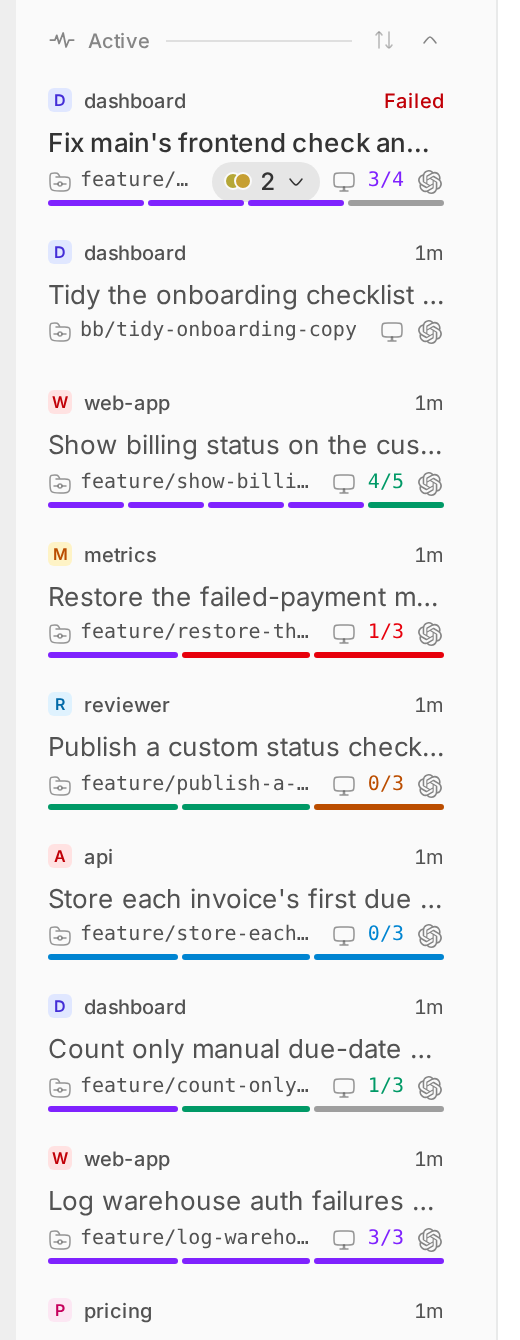 Active
D dashboard Failed
Fix main's frontend check an...
feature/... 2 3/4
D dashboard 1m
Tidy the onboarding checklist ...
bb/tidy-onboarding-copy
W web-app 1m
Show billing status on the cus...
feature/show-billi... 4/5
M metrics 1m
Restore the failed-payment m...
feature/restore-th... 1/3
R reviewer 1m
Publish a custom status check...
feature/publish-a-... 0/3
A api 1m
Store each invoice's first due ...
feature/store-each... 0/3
D dashboard 1m
Count only manual due-date ...
feature/count-only... 1/3
W web-app 1m
Log warehouse auth failures ...
feature/log-wareho... 3/3
P pricing 1m